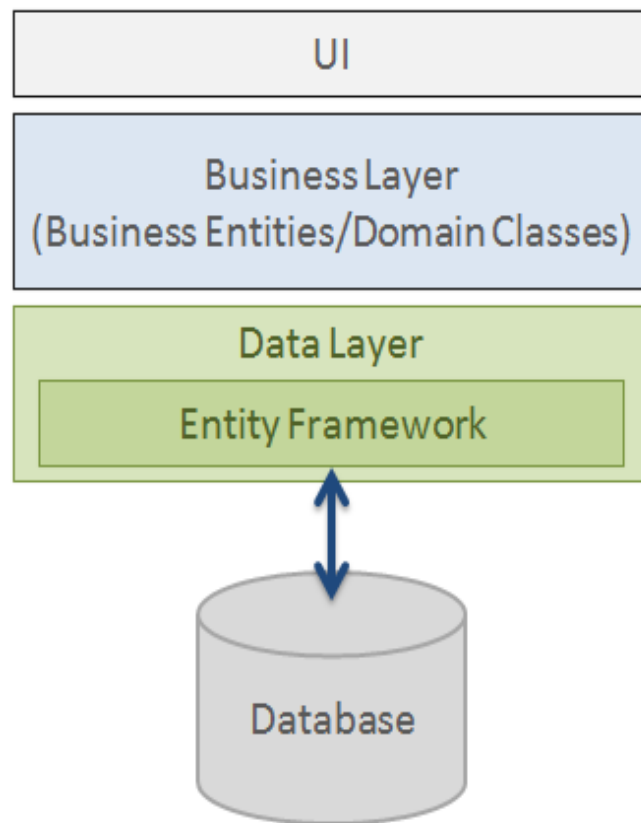 UI
Business Layer
(Business Entities/Domain Classes)
Data Layer
Entity Framework
Database